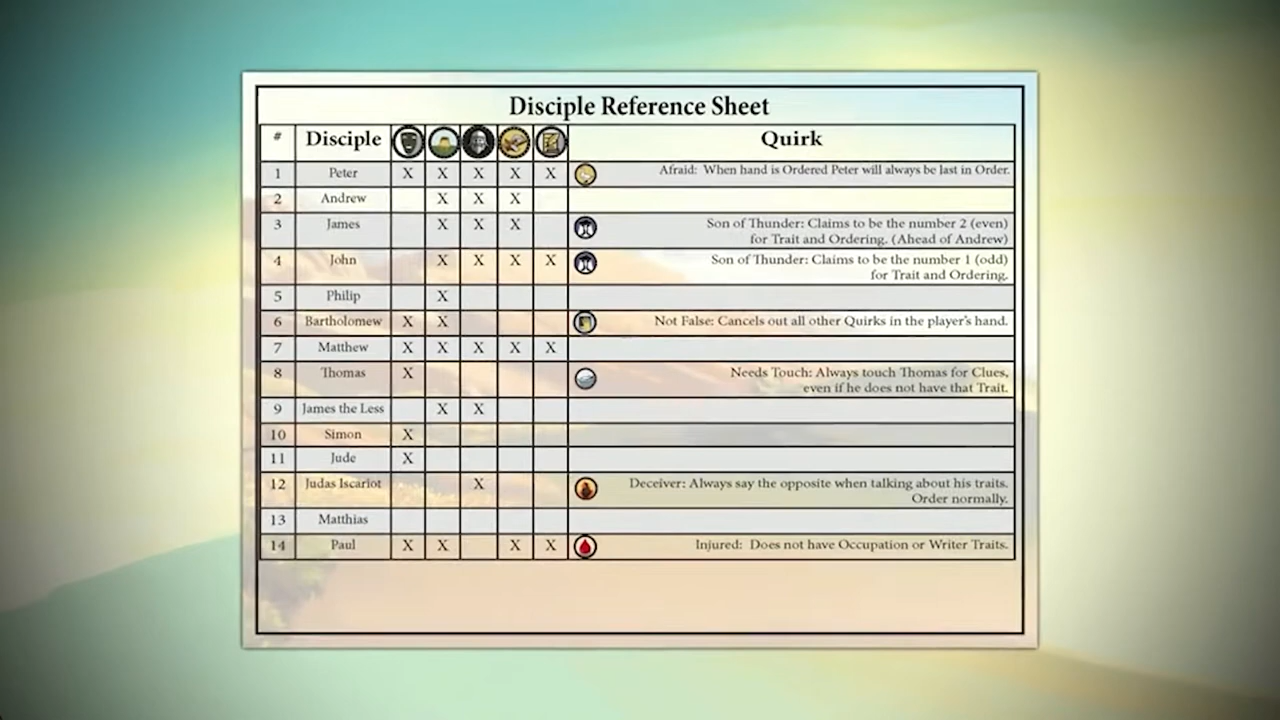 Disciple Reference Sheet
# Disciple Quirk
1 Peter X X X X X Afraid: When hand is Ordered Peter will always be last in Order.
2 Andrew X X X
3 James X X X Son of Thunder: Claims to be the number 2 (even)
for Trait and Ordering. (Ahead of Andrew)
4 John X X X X Son of Thunder: Claims to be the number 1 (odd)
for Trait and Ordering.
5 Philip X
6 Bartholomew X X Not False: Cancels out all other Quirks in the player's hand.
7 Matthew X X X X X
8 Thomas X Needs Touch: Always touch Thomas for Clues,
even if he does not have that Trait.
9 James the Less X X
10 Simon X
11 Jude X
12 Judas Iscariot X Deceiver: Always say the opposite when talking about his traits.
Order normally.
13 Matthias
14 Paul X X X X Injured: Does not have Occupation or Writer Traits.